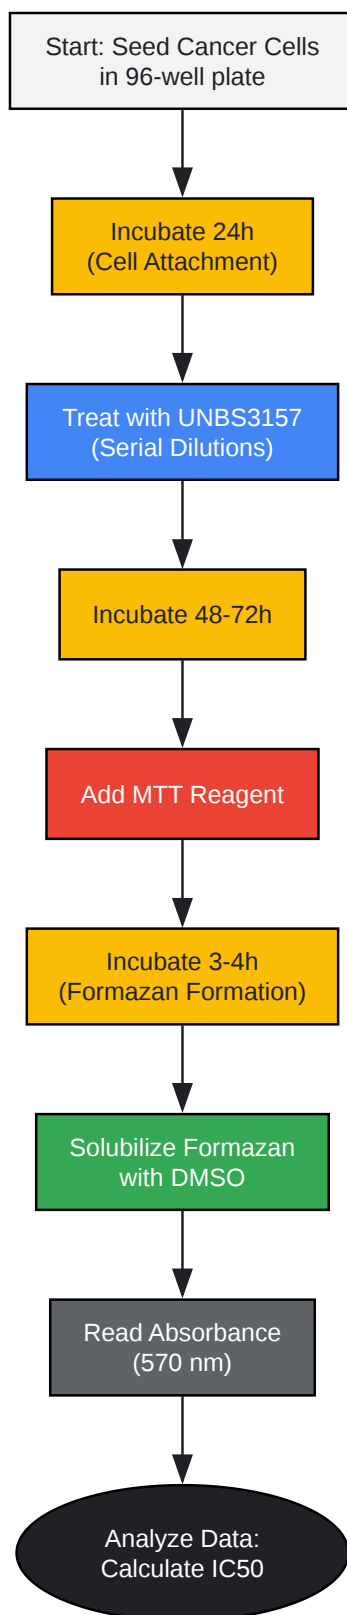 Start: Seed Cancer Cells
in 96-well plate
Incubate 24h
(Cell Attachment)
Treat with UNBS3157
(Serial Dilutions)
Incubate 48-72h
Add MTT Reagent
Incubate 3-4h
(Formazan Formation)
Solubilize Formazan
with DMSO
Read Absorbance
(570 nm)
Analyze Data:
Calculate IC50